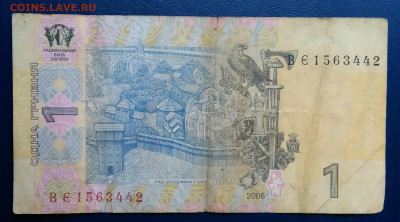 COINS.LAVE.RU
НАЦІОНАЛЬНИЙ
БАНК
УКРАЇНИ
ОДНА ГРИВНЯ
1
ВЄ1563442
ВЄ1563442
2006
1